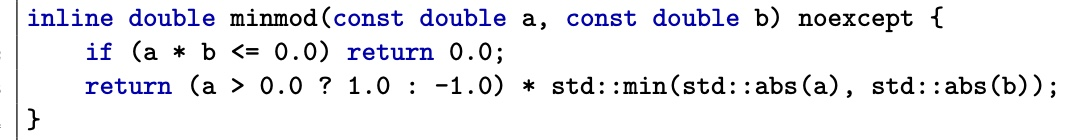 inline double minmod(const double a, const double b) noexcept {
    if (a * b <= 0.0) return 0.0;
    return (a > 0.0 ? 1.0 : -1.0) * std::min(std::abs(a), std::abs(b));
}